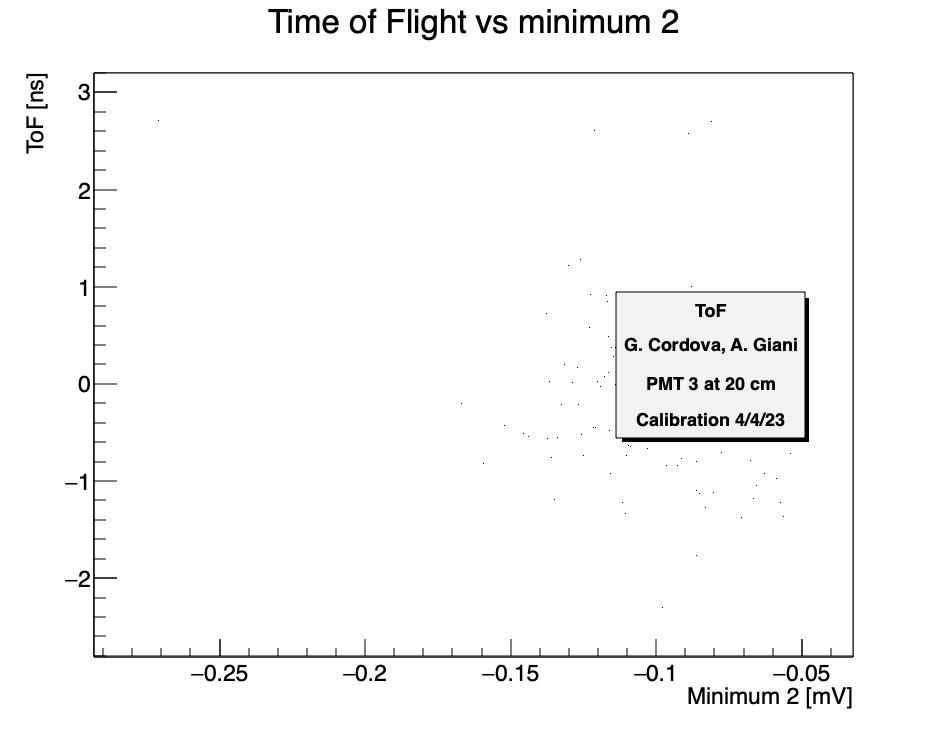 Time of Flight vs minimum 2
ToF [ns]
3
2
1
0
−1
−2
ToF
G. Cordova, A. Giani
PMT 3 at 20 cm
Calibration 4/4/23
−0.25 −0.2 −0.15 −0.1 −0.05
Minimum 2 [mV]